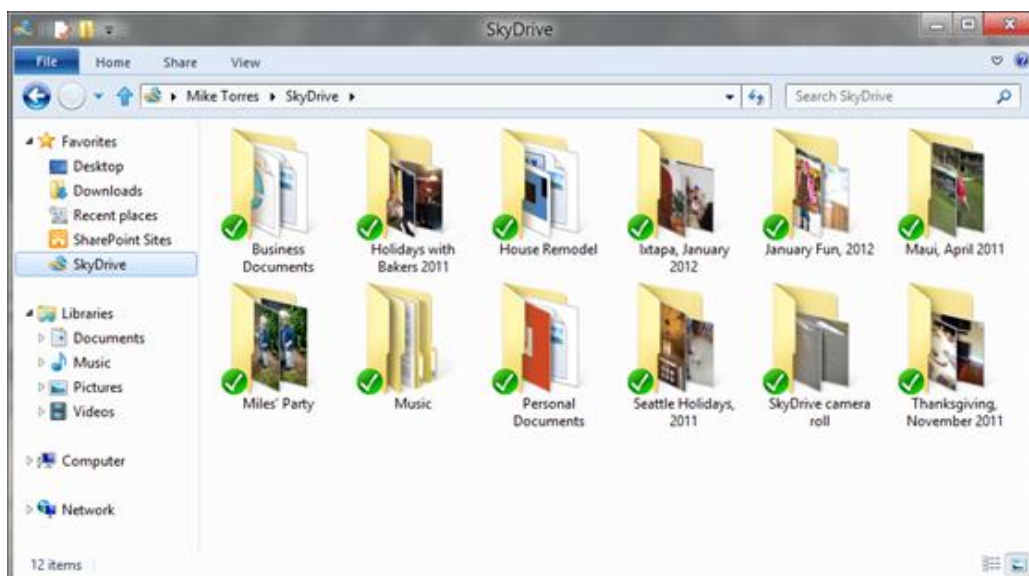 SkyDrive
File Home Share View
Mike Torres SkyDrive
Search SkyDrive
Favorites
Desktop
Downloads
Recent places
SharePoint Sites
SkyDrive
Libraries
Documents
Music
Pictures
Videos
Computer
Network
Business
Documents
Holidays with
Bakers 2011
House Remodel
Ixtapa, January
2012
January Fun, 2012
Maui, April 2011
Miles' Party
Music
Personal
Documents
Seattle Holidays,
2011
SkyDrive camera
roll
Thanksgiving,
November 2011
12 items